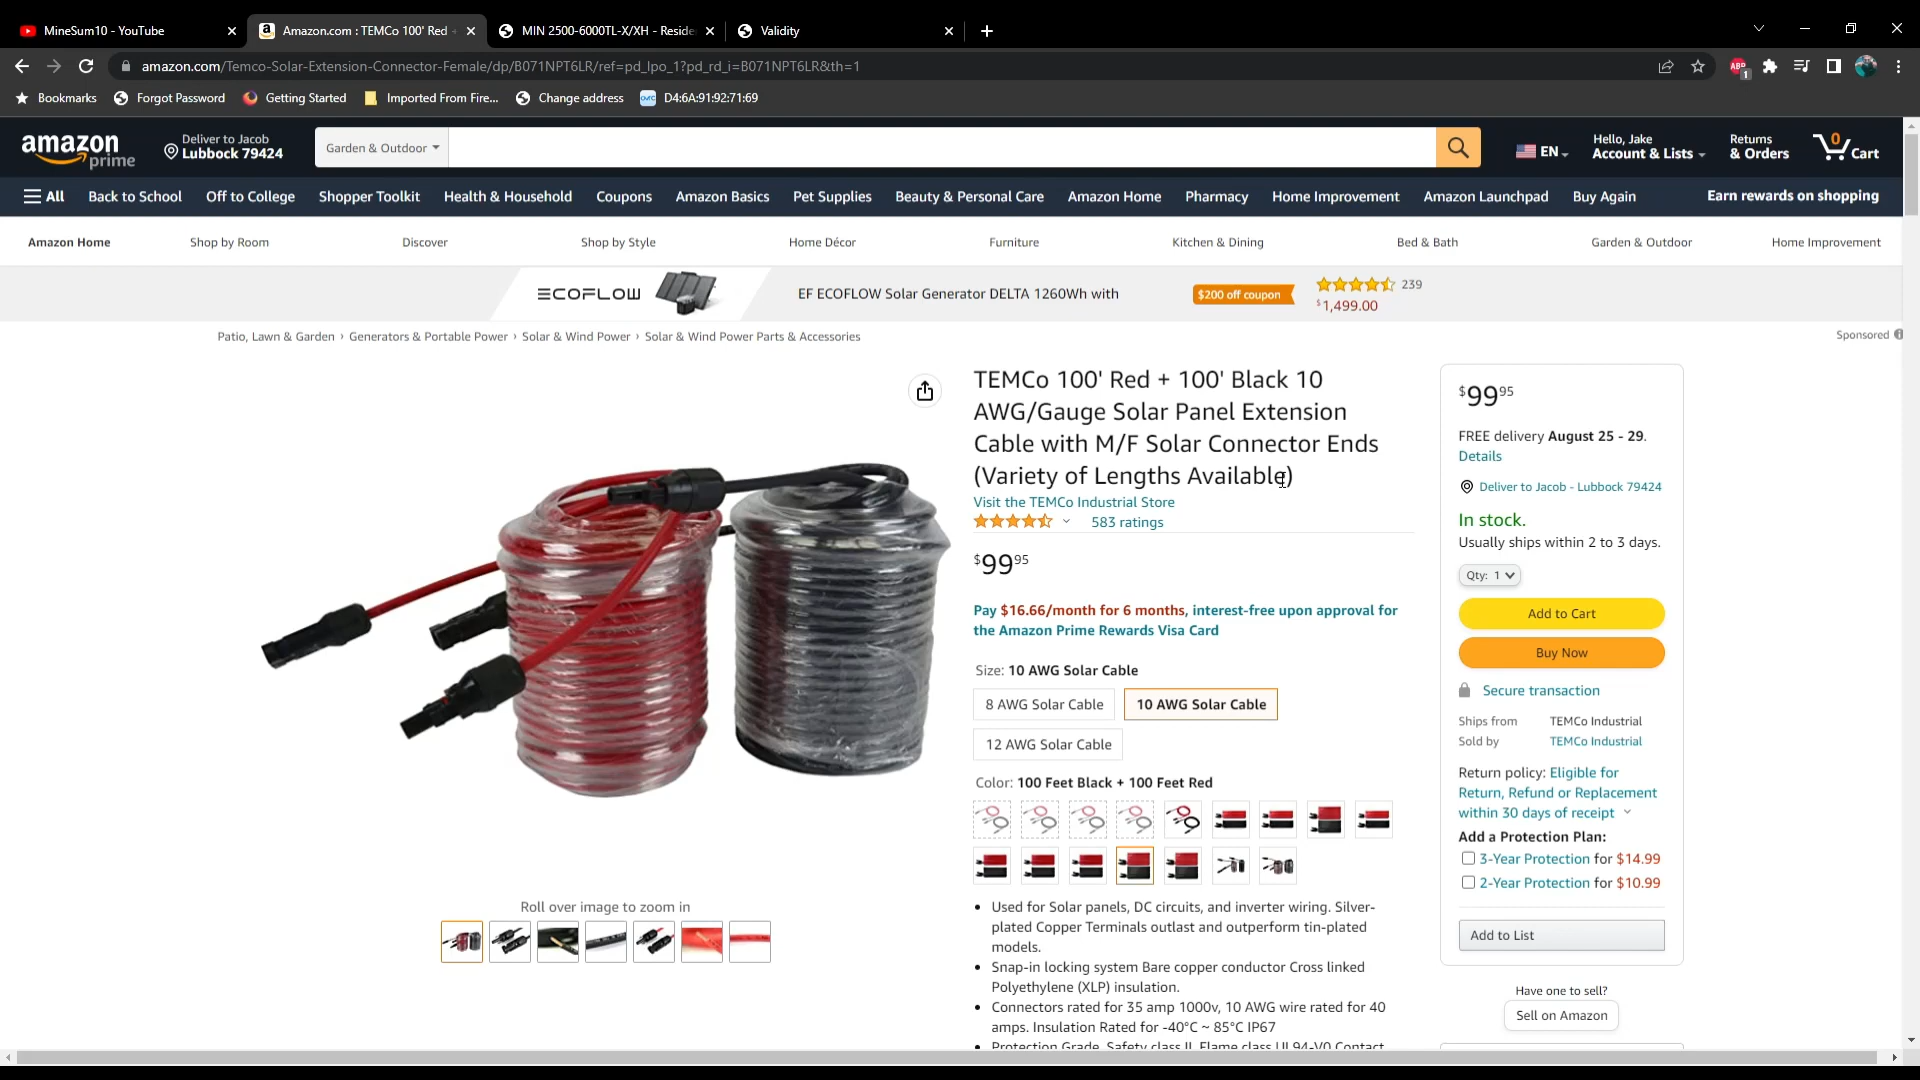 MineSum10 - YouTube
Amazon.com : TEMCo 100' Red +
MIN 2500-6000TL-X/XH - Reside
Validity
amazon.com/Temco-Solar-Extension-Connector-Female/dp/B071NPT6LR/ref=pd_lpo_1?pd_rd_i=B071NPT6LR&th=1
ABP
1
Bookmarks
Forgot Password
Getting Started
Imported From Fire...
Change address
D4:6A:91:92:71:69
amazon
prime
Deliver to Jacob
Lubbock 79424
Garden & Outdoor
EN
Hello, Jake
Account & Lists
Returns
& Orders
0
Cart
All
Back to School
Off to College
Shopper Toolkit
Health & Household
Coupons
Amazon Basics
Pet Supplies
Beauty & Personal Care
Amazon Home
Pharmacy
Home Improvement
Amazon Launchpad
Buy Again
Earn rewards on shopping
Amazon Home
Shop by Room
Discover
Shop by Style
Home Décor
Furniture
Kitchen & Dining
Bed & Bath
Garden & Outdoor
Home Improvement
ECOFLOW
EF ECOFLOW Solar Generator DELTA 1260Wh with
$200 off coupon
239
$1,499.00
Patio, Lawn & Garden › Generators & Portable Power › Solar & Wind Power › Solar & Wind Power Parts & Accessories
Sponsored
TEMCo 100' Red + 100' Black 10
AWG/Gauge Solar Panel Extension
Cable with M/F Solar Connector Ends
(Variety of Lengths Available)
Visit the TEMCo Industrial Store
583 ratings
$99 95
Pay $16.66/month for 6 months, interest-free upon approval for
the Amazon Prime Rewards Visa Card
Size: 10 AWG Solar Cable
8 AWG Solar Cable
10 AWG Solar Cable
12 AWG Solar Cable
Color: 100 Feet Black + 100 Feet Red
Used for Solar panels, DC circuits, and inverter wiring. Silver-
plated Copper Terminals outlast and outperform tin-plated
models.
Snap-in locking system Bare copper conductor Cross linked
Polyethylene (XLP) insulation.
Connectors rated for 35 amp 1000v, 10 AWG wire rated for 40
amps. Insulation Rated for -40°C ~ 85°C IP67
Protection Grade, Safety class II, Flame class UL94-V0 Contact
Roll over image to zoom in
$99 95
FREE delivery August 25 - 29.
Details
Deliver to Jacob - Lubbock 79424
In stock.
Usually ships within 2 to 3 days.
Qty: 1
Add to Cart
Buy Now
Secure transaction
Ships from TEMCo Industrial
Sold by TEMCo Industrial
Return policy: Eligible for
Return, Refund or Replacement
within 30 days of receipt
Add a Protection Plan:
3-Year Protection for $14.99
2-Year Protection for $10.99
Add to List
Have one to sell?
Sell on Amazon